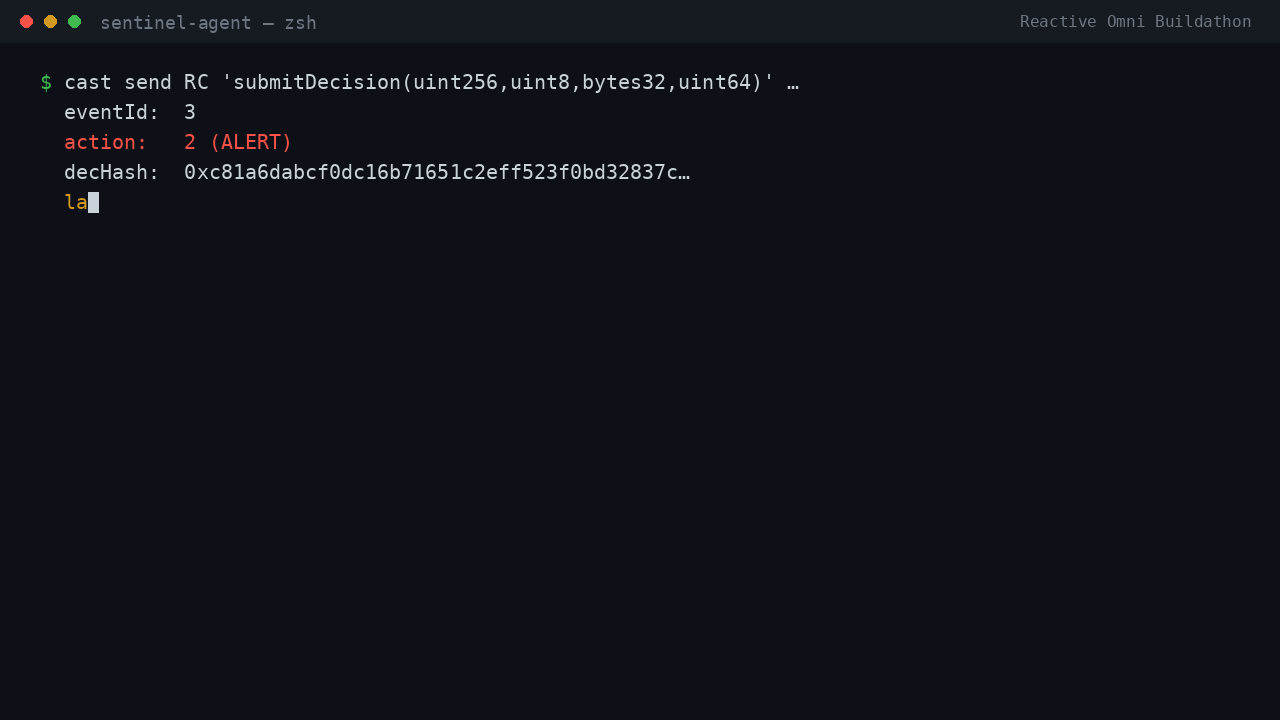 sentinel-agent — zsh
Reactive Omni Buildathon
$ cast send RC 'submitDecision(uint256,uint8,bytes32,uint64)' …
eventId: 3
action: 2 (ALERT)
decHash: 0xc81a6dabcf0dc16b71651c2eff523f0bd32837c…
la